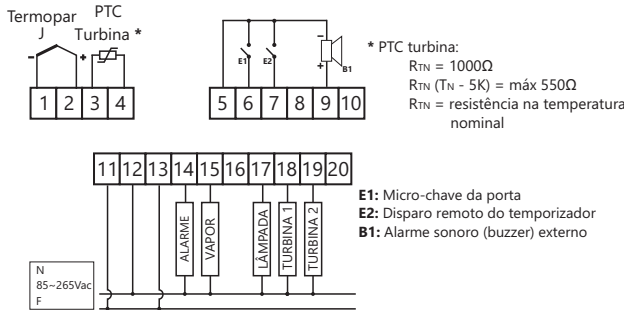 Termopar
J
PTC
Turbina *
- +
1 2 3 4
E1 E2
-
+
B1
5 6 7 8 9 10
* PTC turbina:
RTN = 1000Ω
RTN (TN - 5K) = máx 550Ω
RTN = resistência na temperatura
nominal
11 12 13 14 15 16 17 18 19 20
ALARME
VAPOR
LÂMPADA
TURBINA 1
TURBINA 2
E1: Micro-chave da porta
E2: Disparo remoto do temporizador
B1: Alarme sonoro (buzzer) externo
N
85~265Vac
F